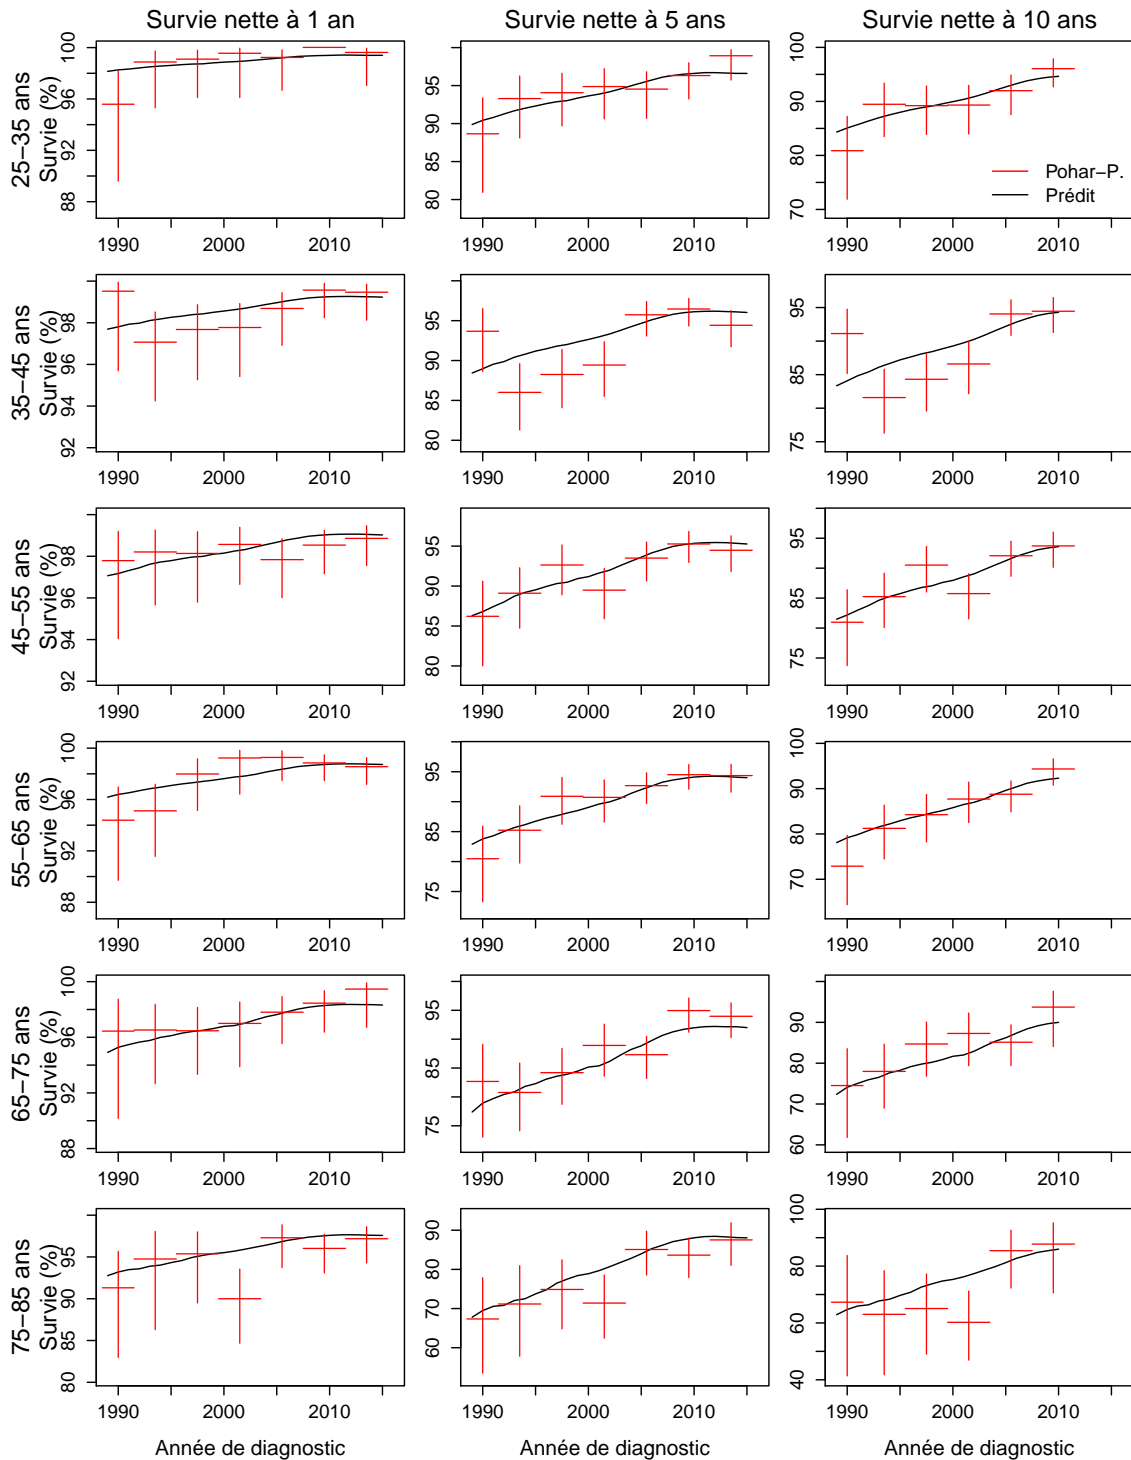 Survie nette à 1 an Survie nette à 5 ans Survie nette à 10 ans
25−35 ans
Survie (%)
88 92 96 100
1990 2000 2010
80 85 90 95
1990 2000 2010
70 80 90 100
1990 2000 2010
Pohar−P.
Prédit
35−45 ans
Survie (%)
92 94 96 98
1990 2000 2010
80 85 90 95
1990 2000 2010
75 85 95
1990 2000 2010
45−55 ans
Survie (%)
92 94 96 98
1990 2000 2010
80 85 90 95
1990 2000 2010
75 85 95
1990 2000 2010
55−65 ans
Survie (%)
88 92 96 100
1990 2000 2010
75 85 95
1990 2000 2010
70 80 90 100
1990 2000 2010
65−75 ans
Survie (%)
88 92 96 100
1990 2000 2010
75 85 95
1990 2000 2010
60 70 80 90
1990 2000 2010
75−85 ans
Survie (%)
80 85 90 95
1990 2000 2010
60 70 80 90
1990 2000 2010
40 60 80 100
1990 2000 2010
Année de diagnostic Année de diagnostic Année de diagnostic